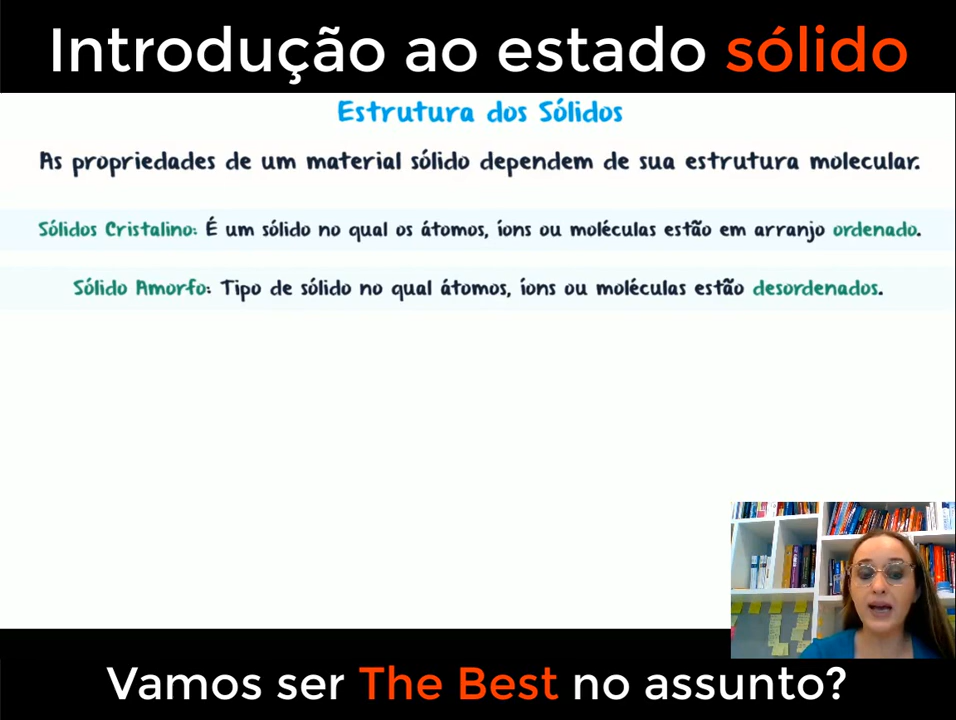 Introdução ao estado sólido
Estrutura dos Sólidos
As propriedades de um material sólido dependem de sua estrutura molecular.
Sólidos Cristalino: É um sólido no qual os átomos, íons ou moléculas estão em arranjo ordenado.
Sólido Amorfo: Tipo de sólido no qual átomos, íons ou moléculas estão desordenados.
Vamos ser The Best no assunto?